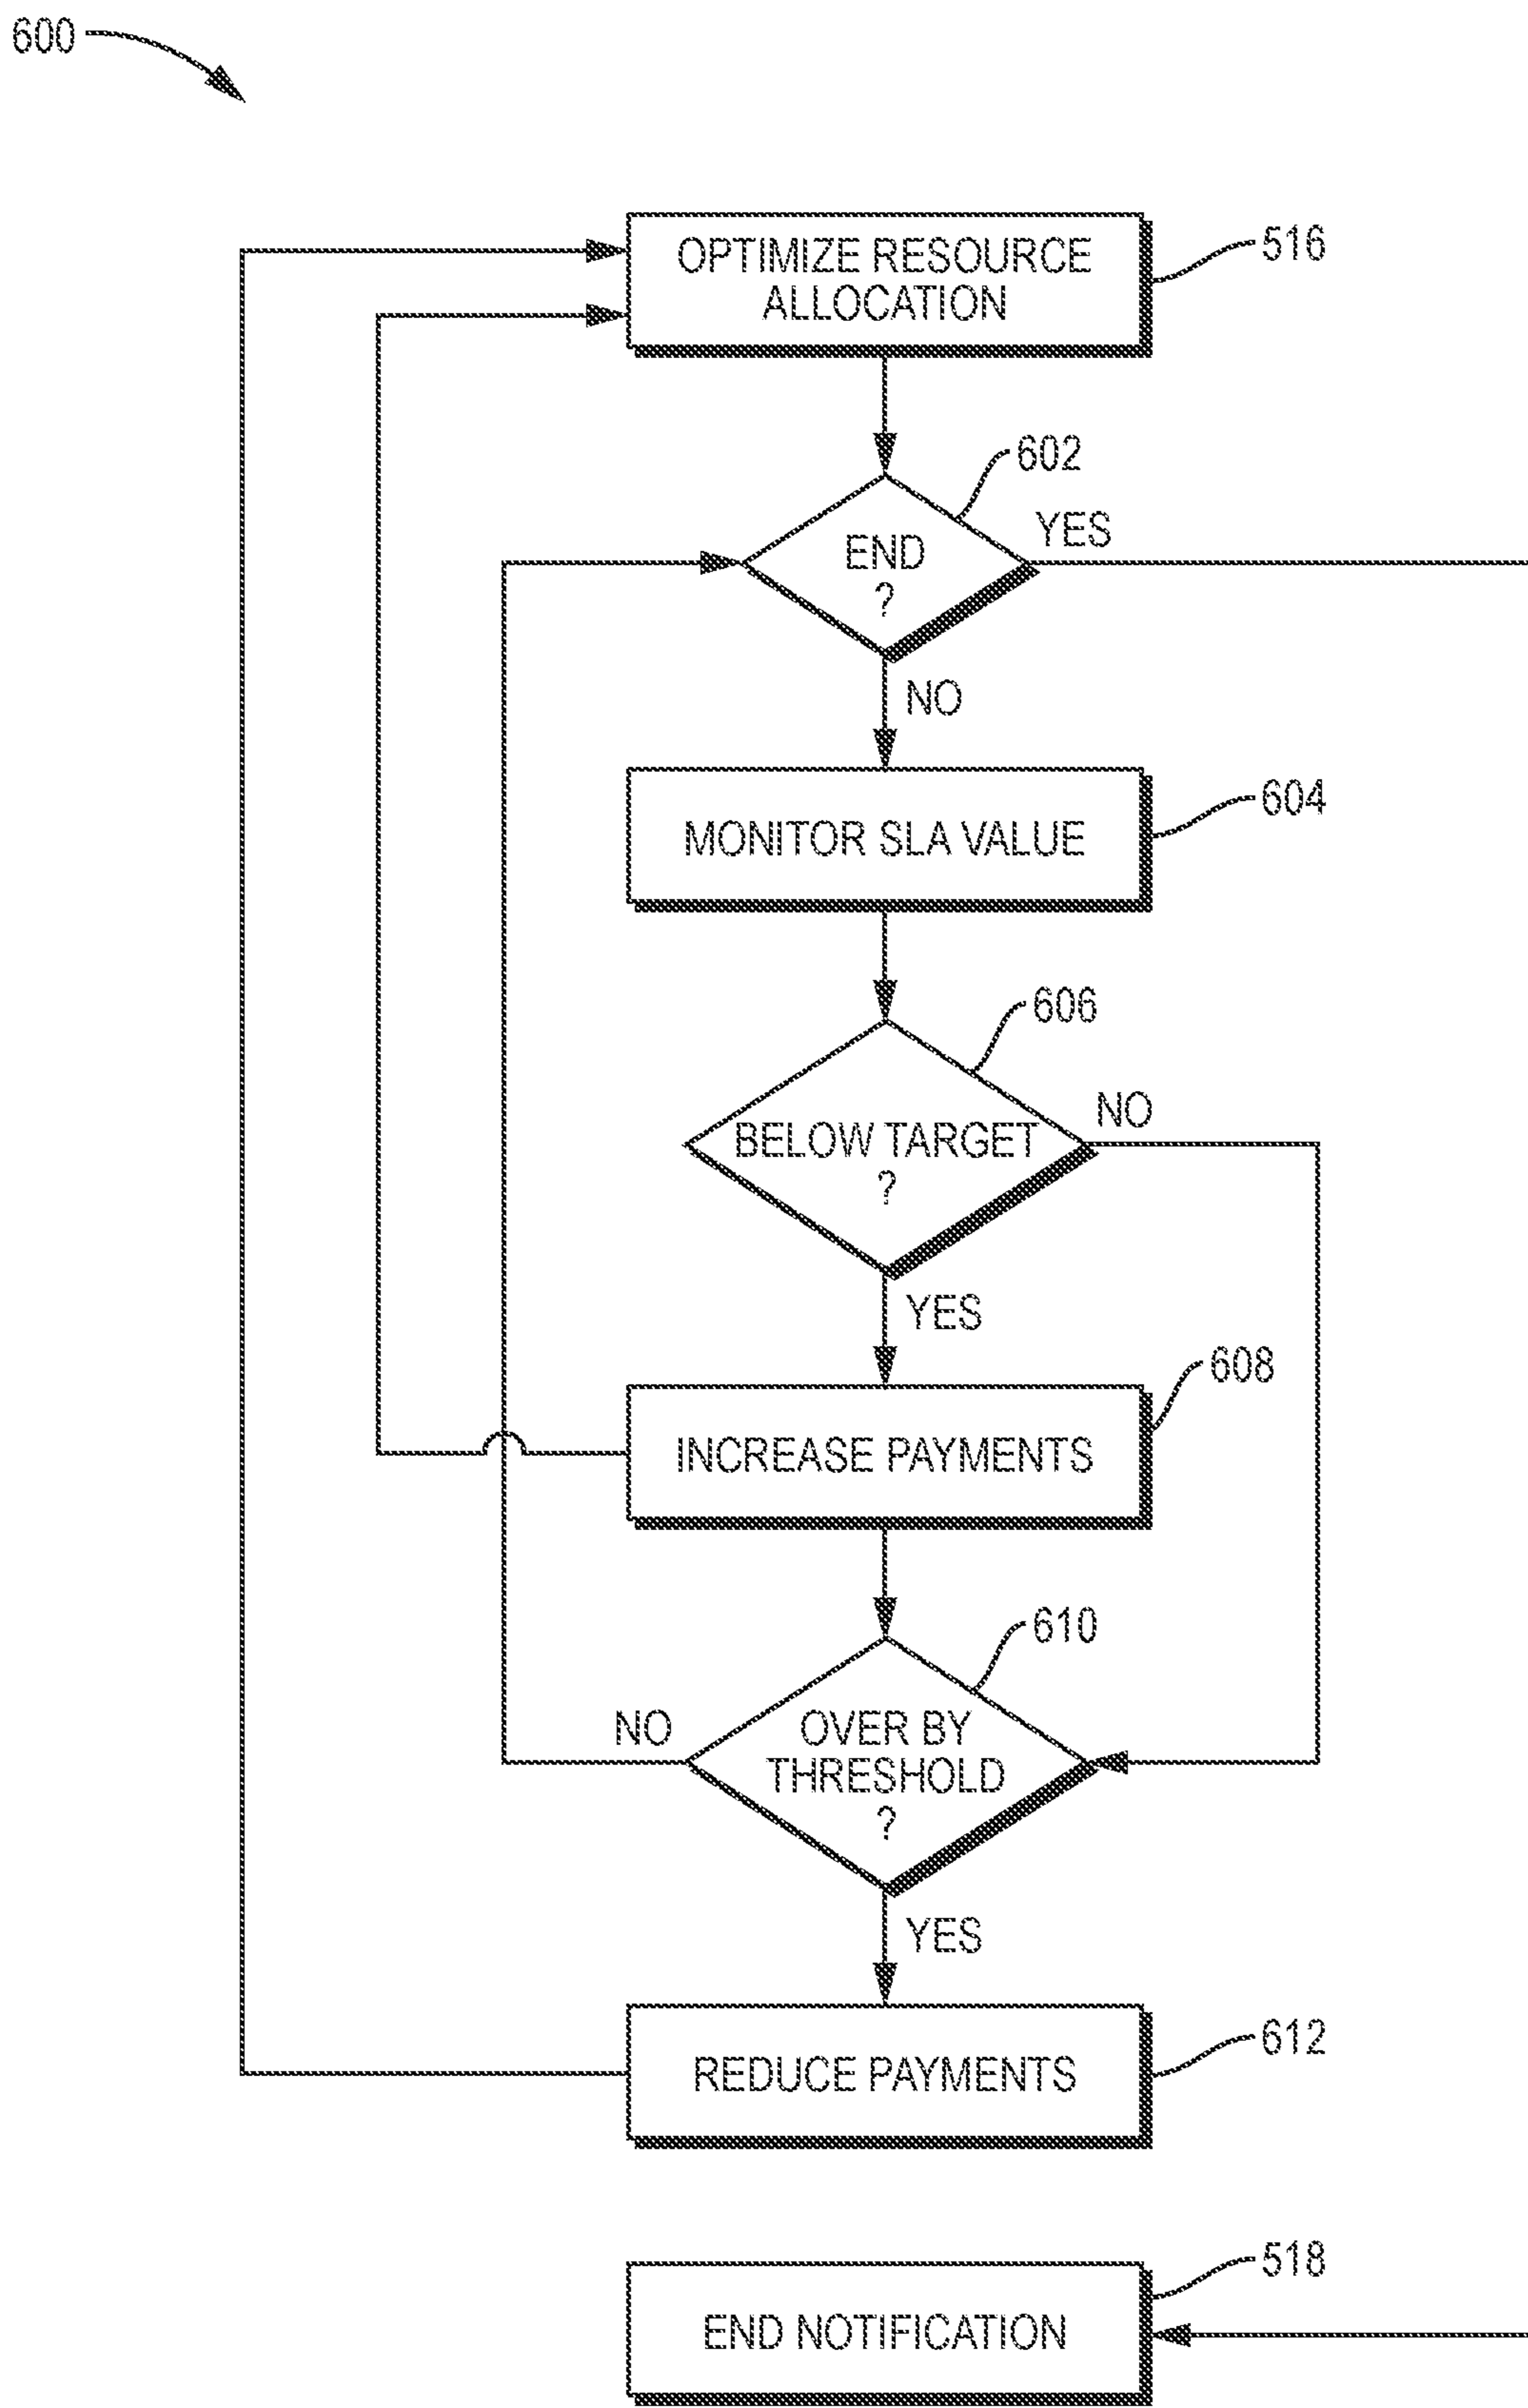 600
OPTIMIZE RESOURCE
ALLOCATION
516
602
END
?
YES
NO
MONITOR SLA VALUE
604
606
BELOW TARGET
?
NO
YES
608
INCREASE PAYMENTS
610
OVER BY
THRESHOLD
?
NO
YES
REDUCE PAYMENTS
612
518
END NOTIFICATION